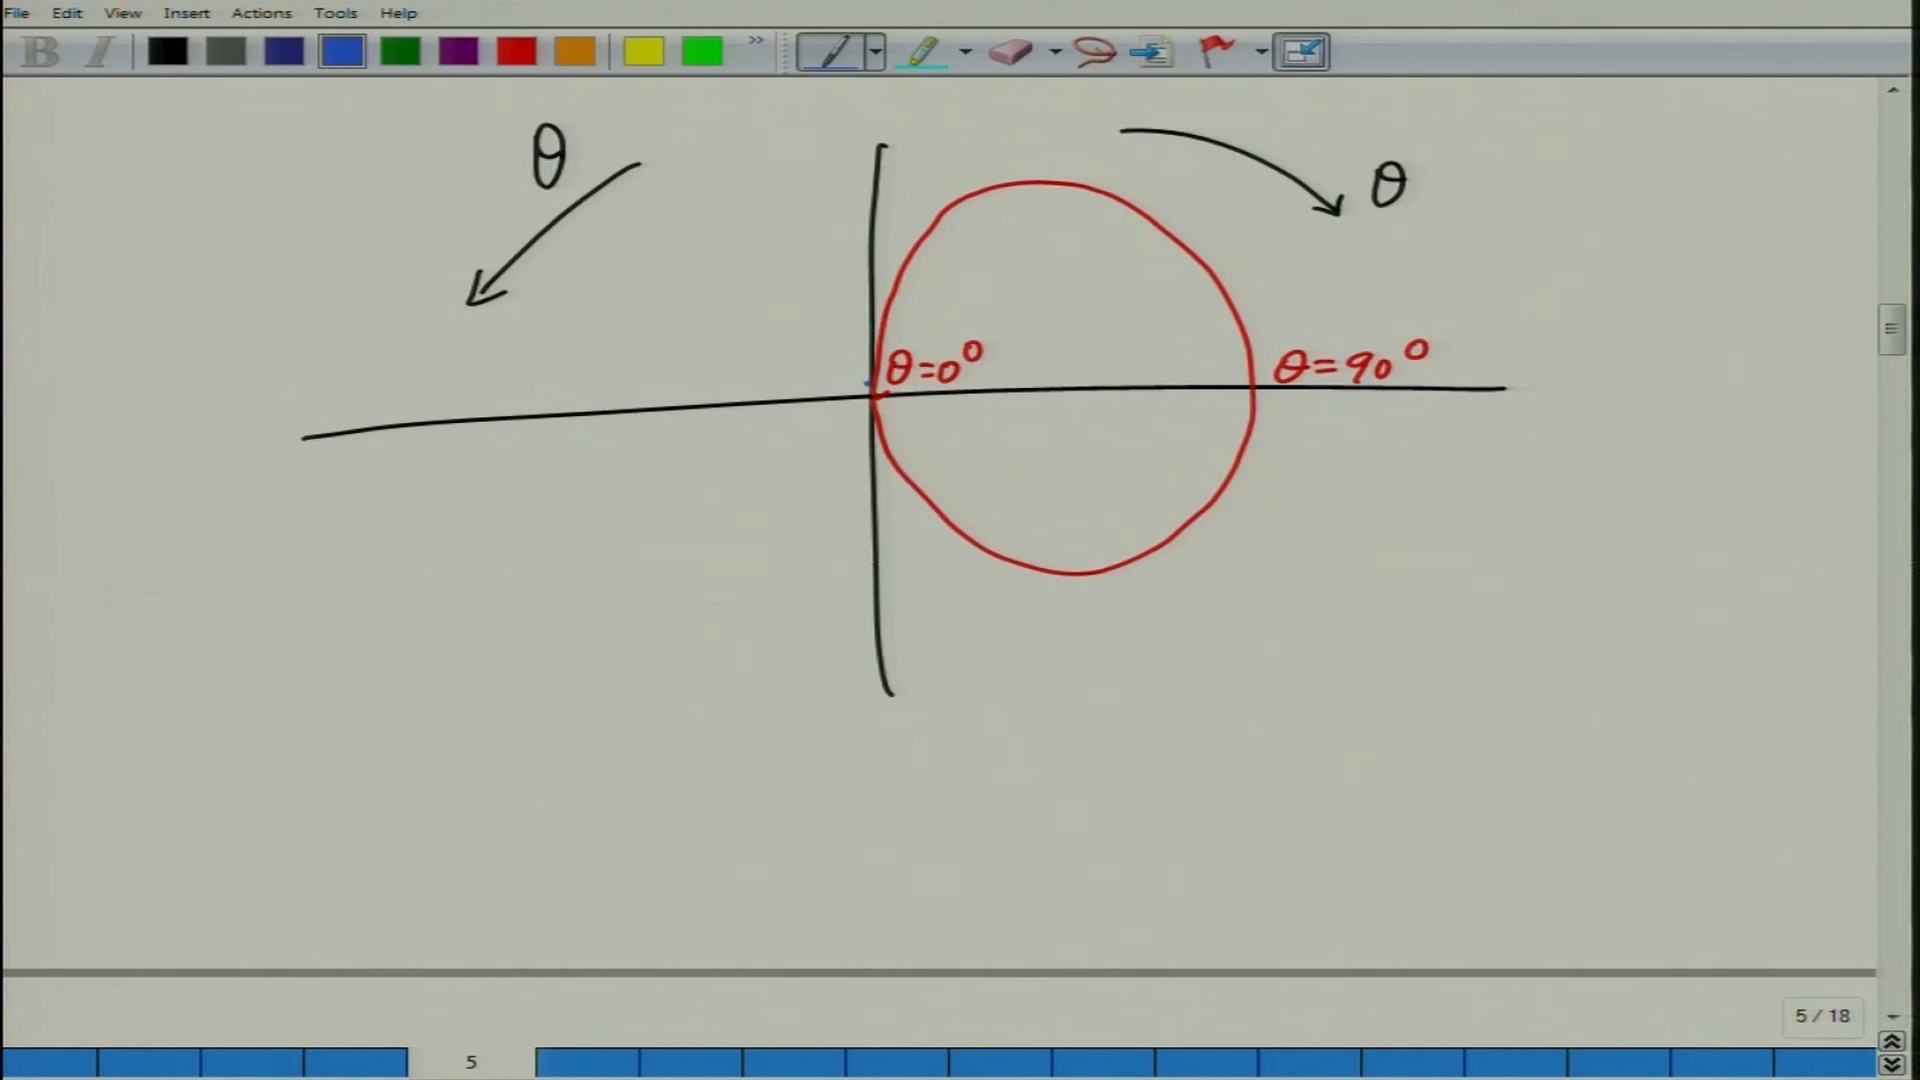 File Edit View Insert Actions Tools Help
B I
θ
θ
θ=0°
θ=90°
5 / 18
5